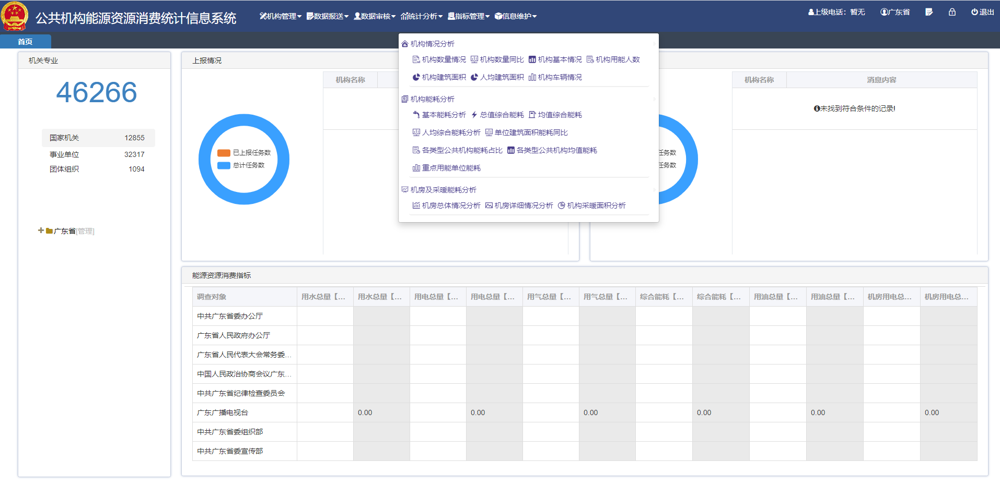 公共机构能源资源消费统计信息系统
机构管理 数据报送 数据审核 统计分析 指标管理 信息维护
上级电话：暂无 广东省 退出
首页
机关专业
46266
国家机关 12855
事业单位 32317
团体组织 1094
广东省[管理]
上报情况
已上报任务数
总计任务数
机构名称
机构情况分析
机构数量情况 机构数量同比 机构基本情况 机构用能人数
机构建筑面积 人均建筑面积 机构车辆情况
机构能耗分析
基本能耗分析 总值综合能耗 均值综合能耗
人均综合能耗分析 单位建筑面积能耗同比
各类型公共机构能耗占比 各类型公共机构均值能耗
重点用能单位能耗
机房及采暖能耗分析
机房总体情况分析 机房详细情况分析 机构采暖面积分析
任务数
任务数
机构名称 消息内容
未找到符合条件的记录!
能源资源消费指标
调查对象 用水总量【... 用水总量【... 用电总量【... 用电总量【... 用气总量【... 用气总量【... 综合能耗【... 综合能耗【... 用油总量【... 用油总量【... 机房用电总... 机房用电总...
中共广东省委办公厅
广东省人民政府办公厅
广东省人民代表大会常务委...
中国人民政治协商会议广东...
中共广东省纪律检查委员会
广东广播电视台 0.00 0.00 0.00 0.00 0.00 0.00
中共广东省委组织部
中共广东省委宣传部